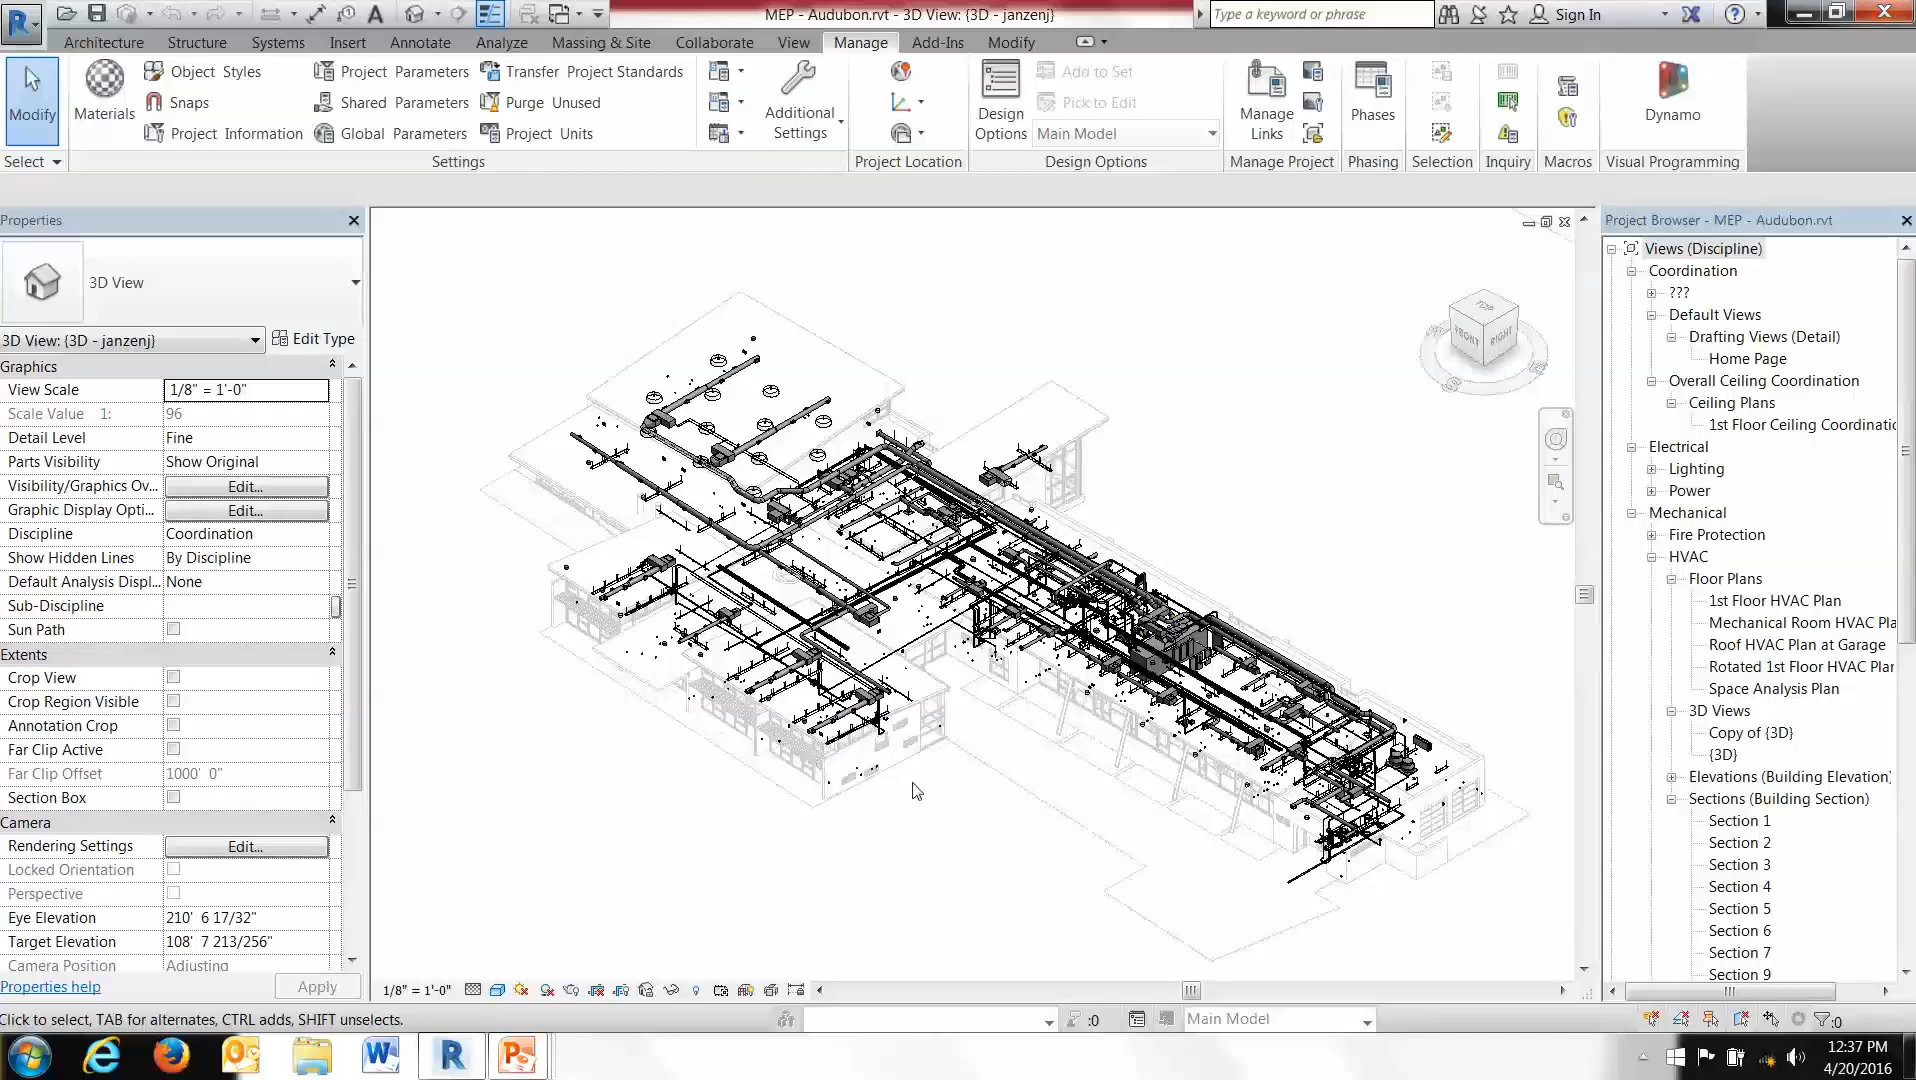 MEP - Audubon.rvt - 3D View: {3D - janzenj}
Type a keyword or phrase
Sign In
Architecture Structure Systems Insert Annotate Analyze Massing & Site Collaborate View Manage Add-Ins Modify
Modify
Materials
Object Styles
Snaps
Project Information
Project Parameters
Shared Parameters
Global Parameters
Transfer Project Standards
Purge Unused
Project Units
Additional
Settings
Design
Options
Add to Set
Pick to Edit
Main Model
Manage
Links
Phases
Dynamo
Select
Settings
Project Location
Design Options
Manage Project
Phasing
Selection
Inquiry
Macros
Visual Programming
Properties
3D View
3D View: {3D - janzenj}
Edit Type
Graphics
View Scale 1/8" = 1'-0"
Scale Value 1: 96
Detail Level Fine
Parts Visibility Show Original
Visibility/Graphics Ov... Edit...
Graphic Display Opti... Edit...
Discipline Coordination
Show Hidden Lines By Discipline
Default Analysis Displ... None
Sub-Discipline
Sun Path
Extents
Crop View
Crop Region Visible
Annotation Crop
Far Clip Active
Far Clip Offset 1000' 0"
Section Box
Camera
Rendering Settings Edit...
Locked Orientation
Perspective
Eye Elevation 210' 6 17/32"
Target Elevation 108' 7 213/256"
Camera Position Adjusting
Properties help
Apply
TOP
FRONT
RIGHT
1/8" = 1'-0"
Project Browser - MEP - Audubon.rvt
Views (Discipline)
Coordination
???
Default Views
Drafting Views (Detail)
Home Page
Overall Ceiling Coordination
Ceiling Plans
1st Floor Ceiling Coordinatic
Electrical
Lighting
Power
Mechanical
Fire Protection
HVAC
Floor Plans
1st Floor HVAC Plan
Mechanical Room HVAC Pla
Roof HVAC Plan at Garage
Rotated 1st Floor HVAC Plar
Space Analysis Plan
3D Views
Copy of {3D}
{3D}
Elevations (Building Elevation)
Sections (Building Section)
Section 1
Section 2
Section 3
Section 4
Section 5
Section 6
Section 7
Section 9
Click to select, TAB for alternates, CTRL adds, SHIFT unselects.
:0
Main Model
:0
12:37 PM
4/20/2016